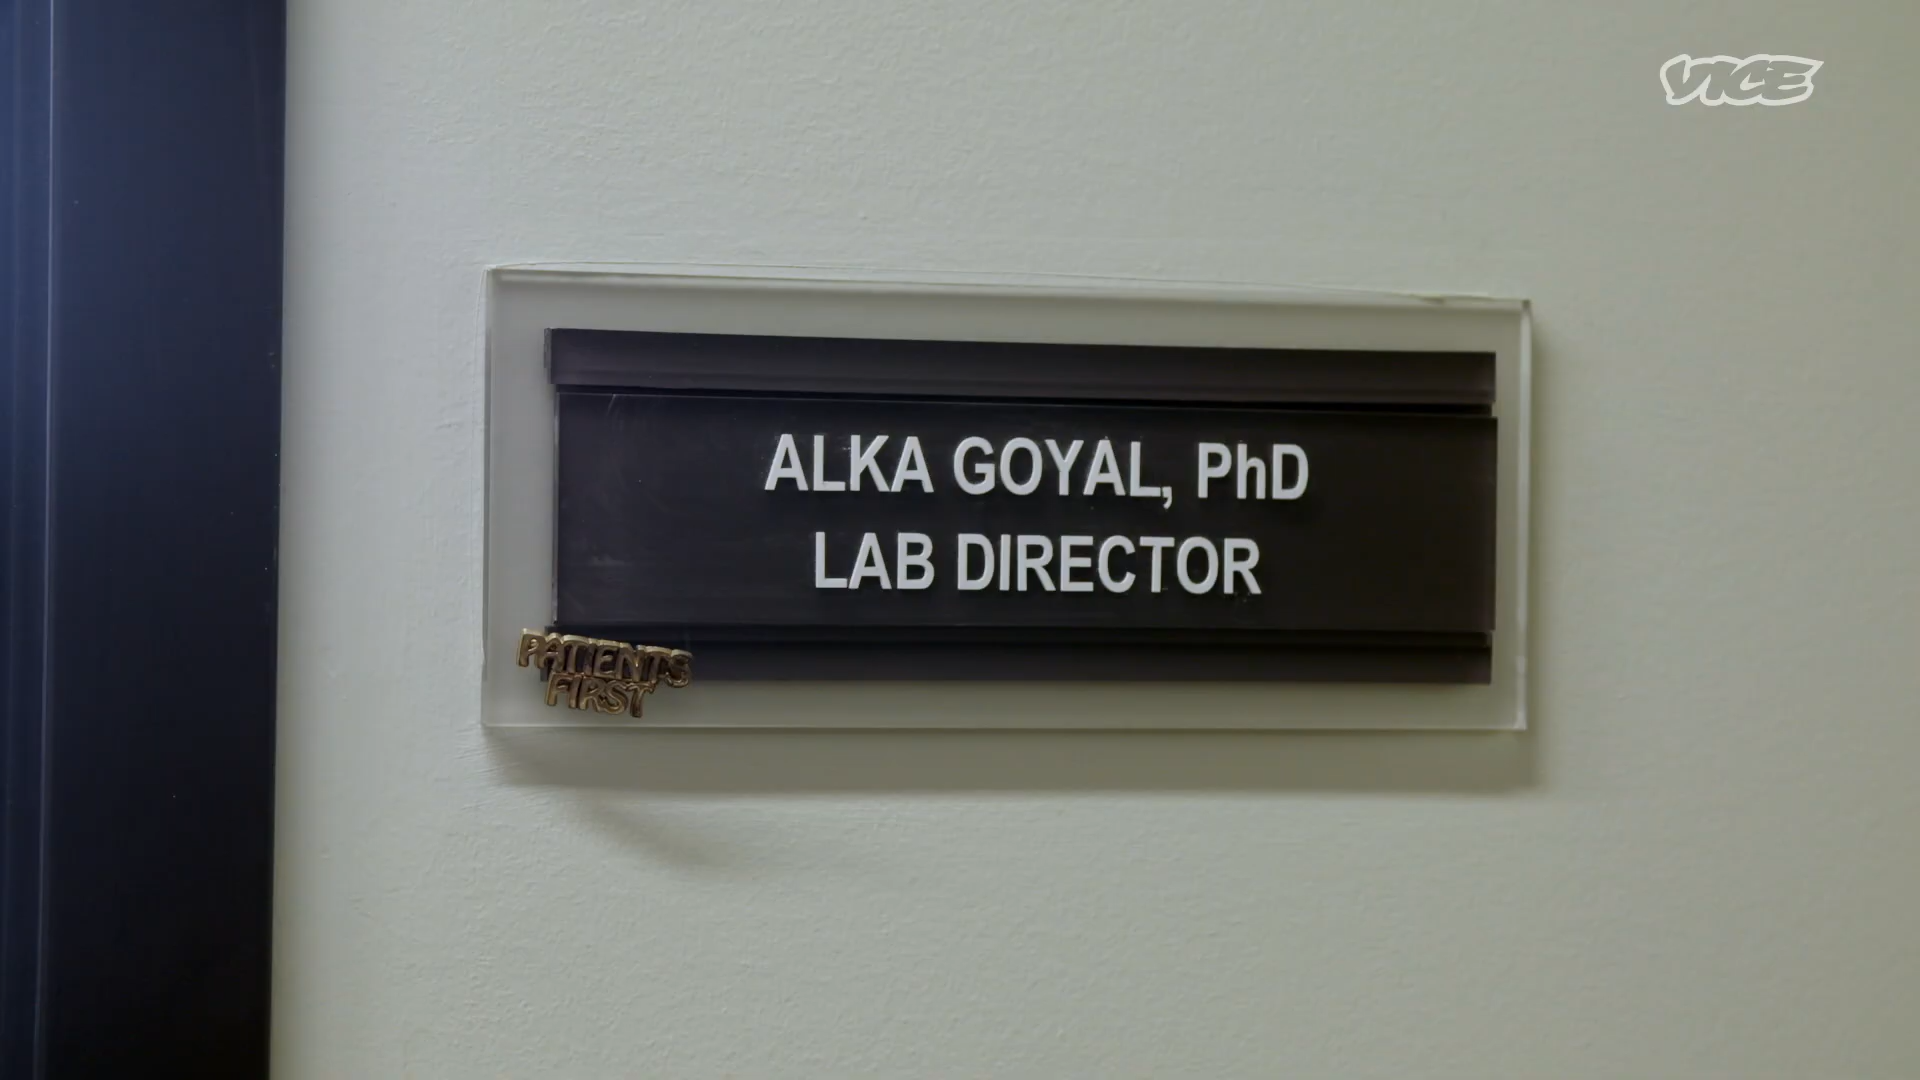 VICE
ALKA GOYAL, PhD
LAB DIRECTOR
PATIENTS
FIRST